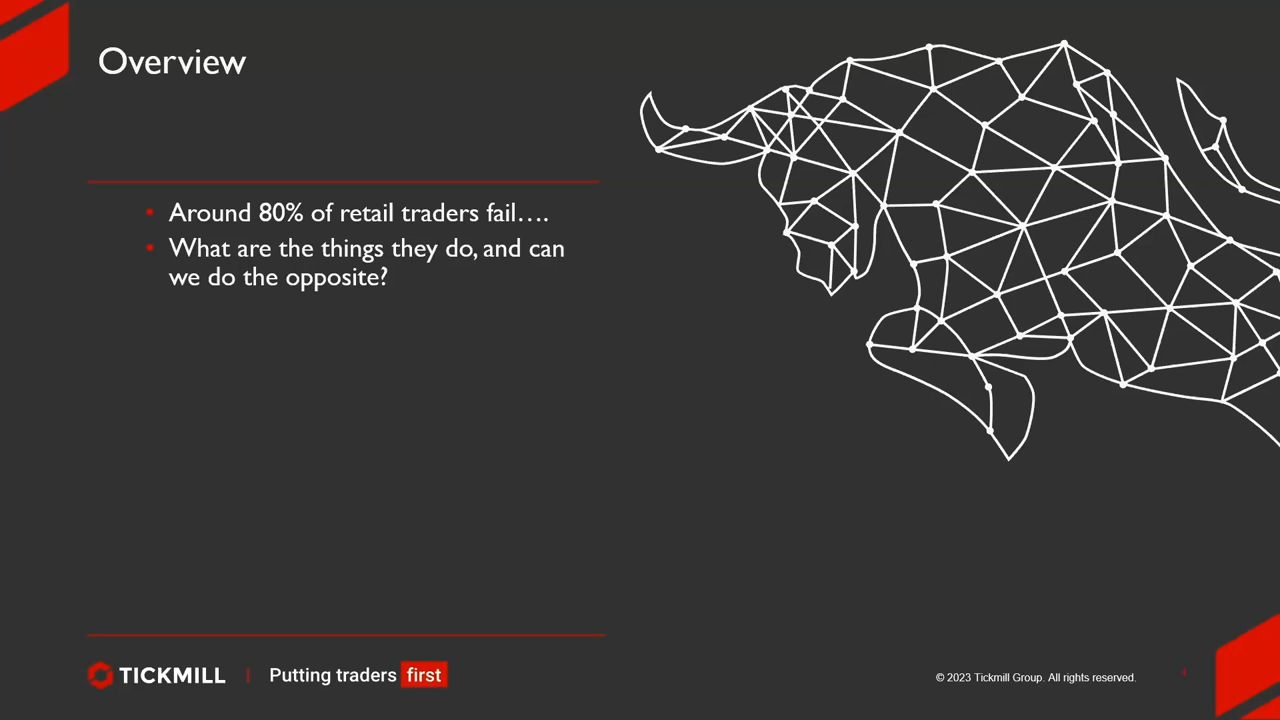 Overview
• Around 80% of retail traders fail….
• What are the things they do, and can
we do the opposite?
TICKMILL | Putting traders first
© 2023 Tickmill Group. All rights reserved.